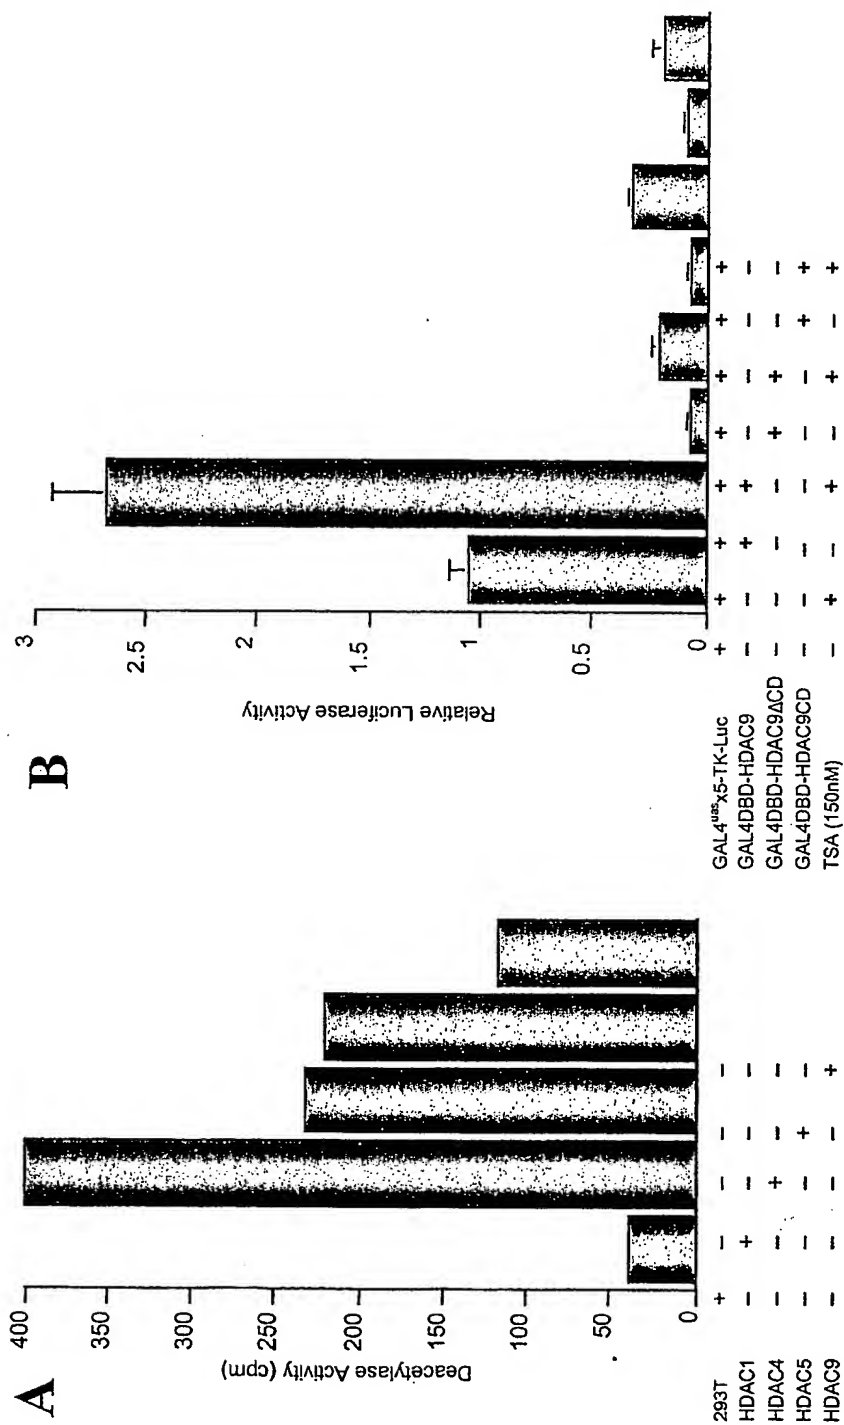 A
Deacetylase Activity (cpm)
400
350
300
250
200
150
100
50
0
293T + − − − −
HDAC1 − + − − −
HDAC4 − − + − −
HDAC5 − − − + −
HDAC9 − − − − +
B
Relative Luciferase Activity
3
2.5
2
1.5
1
0.5
0
GAL4ᵘᵃˢx5-TK-Luc + + + + + + + +
GAL4DBD-HDAC9 − − + + − − − −
GAL4DBD-HDAC9ΔCD − − − − + + − −
GAL4DBD-HDAC9CD − − − − − − + +
TSA (150nM) − + − + − + − +